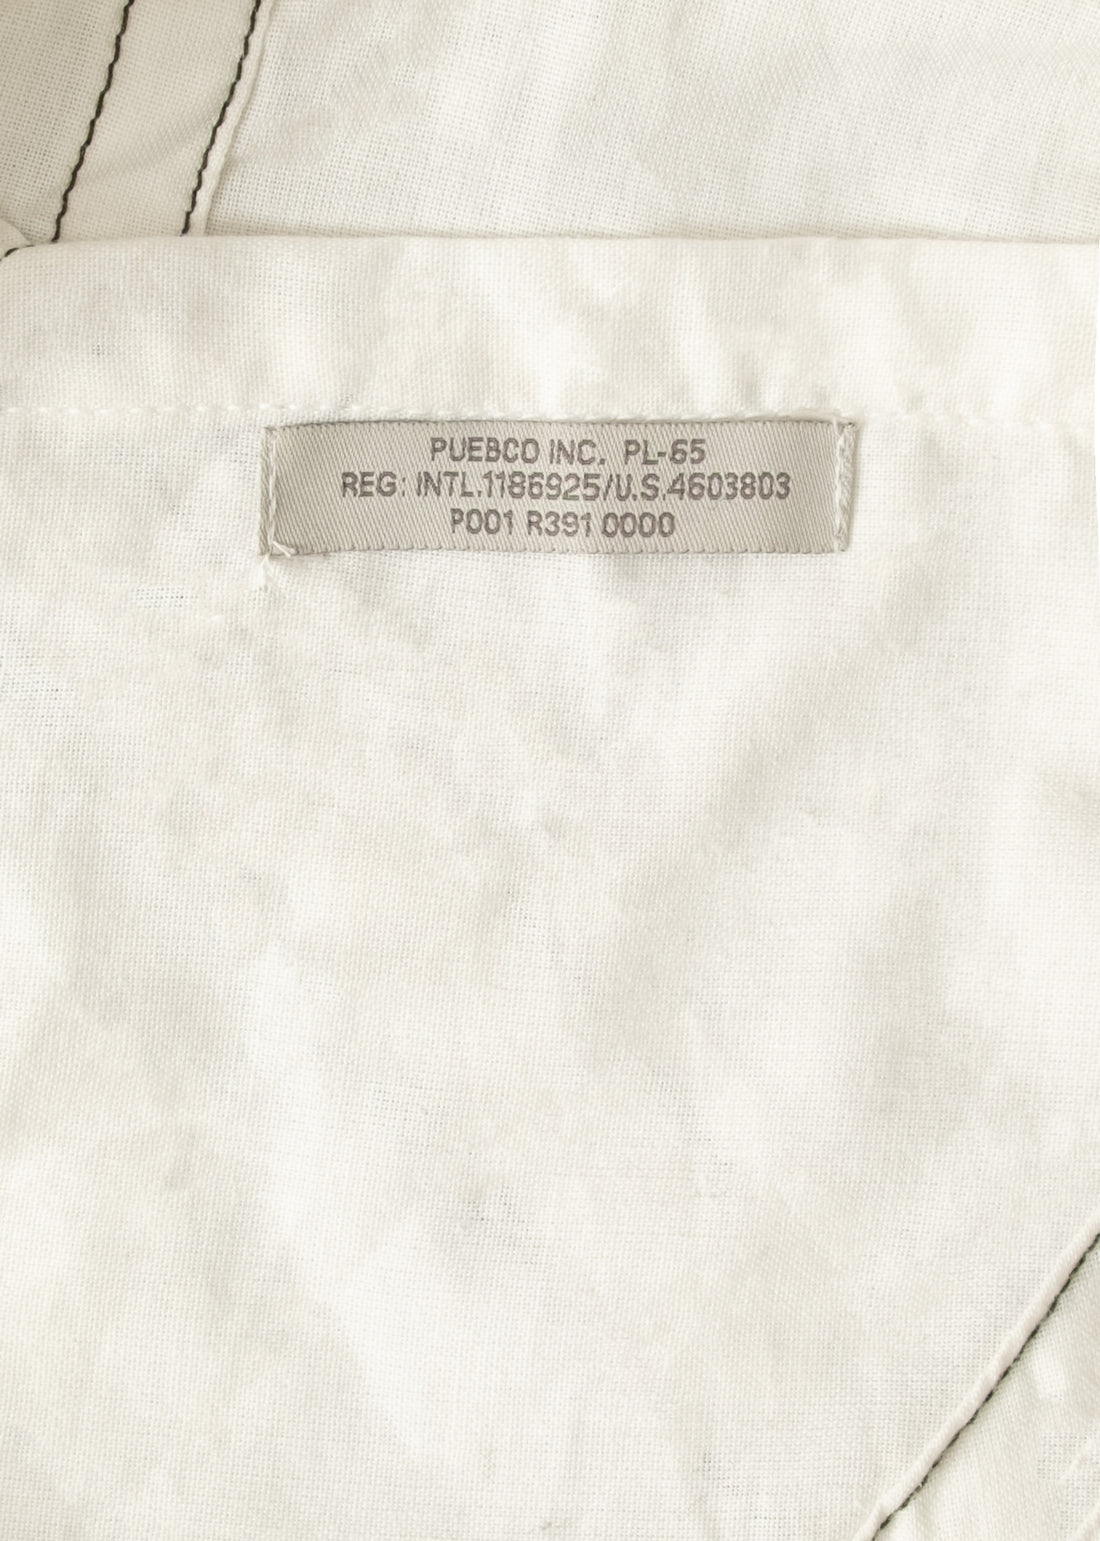 PUEBCO INC. PL-65
REG: INTL.1186925/U.S.4603803
P001 R391 0000